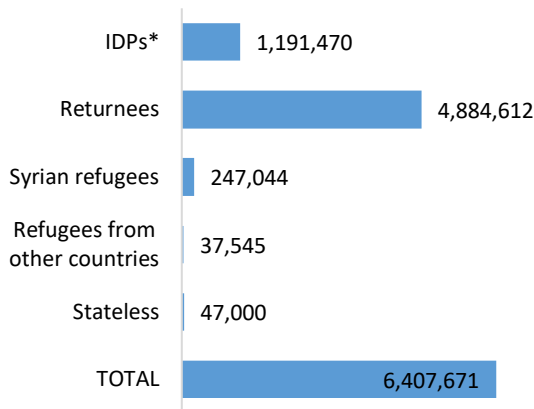 IDPs* 1,191,470
Returnees 4,884,612
Syrian refugees 247,044
Refugees from
other countries 37,545
Stateless 47,000
TOTAL 6,407,671